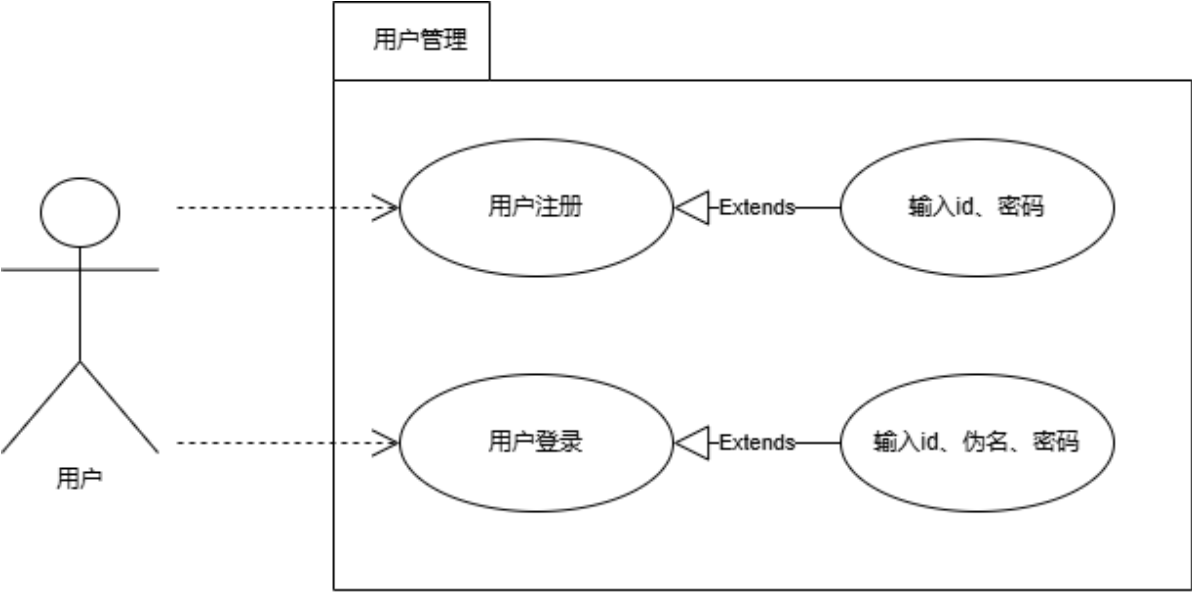 用户管理
用户注册
Extends
输入id、密码
用户登录
Extends
输入id、伪名、密码
用户